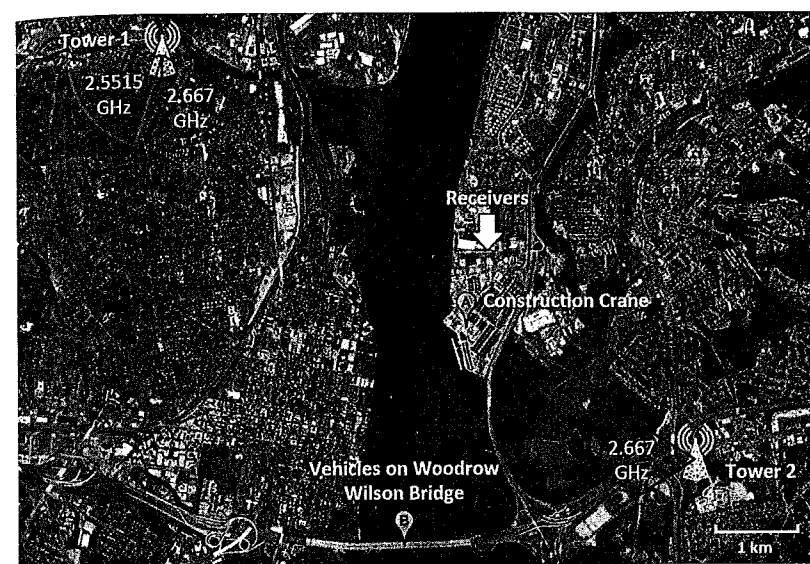 Tower 1
2.5515
GHz
2.667
GHz
Receivers
A
Construction Crane
2.667
GHz
Tower 2
Vehicles on Woodrow
Wilson Bridge
B
1 km